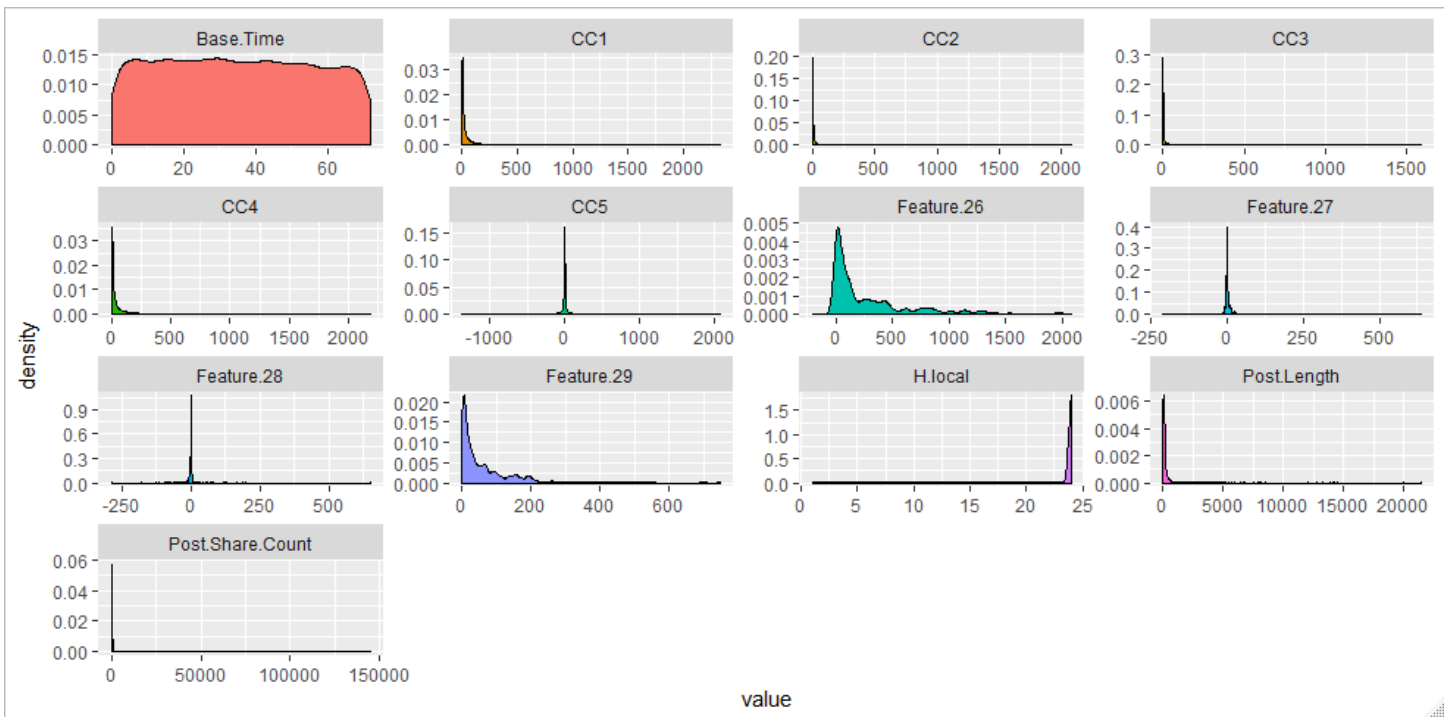 Base.Time CC1 CC2 CC3
0.015 0.010 0.005 0.000
0 20 40 60
0.03 0.02 0.01 0.00
0 500 1000 1500 2000
0.20 0.15 0.10 0.05 0.00
0 500 1000 1500 2000
0.3 0.2 0.1 0.0
0 500 1000 1500
CC4 CC5 Feature.26 Feature.27
0.03 0.02 0.01 0.00
0 500 1000 1500 2000
0.15 0.10 0.05 0.00
-1000 0 1000 2000
0.005 0.004 0.003 0.002 0.001 0.000
0 500 1000 1500 2000
0.4 0.3 0.2 0.1 0.0
-250 0 250 500
density
Feature.28 Feature.29 H.local Post.Length
0.9 0.6 0.3 0.0
-250 0 250 500
0.020 0.015 0.010 0.005 0.000
0 200 400 600
1.5 1.0 0.5 0.0
0 5 10 15 20 25
0.006 0.004 0.002 0.000
0 5000 10000 15000 20000
Post.Share.Count
0.06 0.04 0.02 0.00
0 50000 100000 150000
value